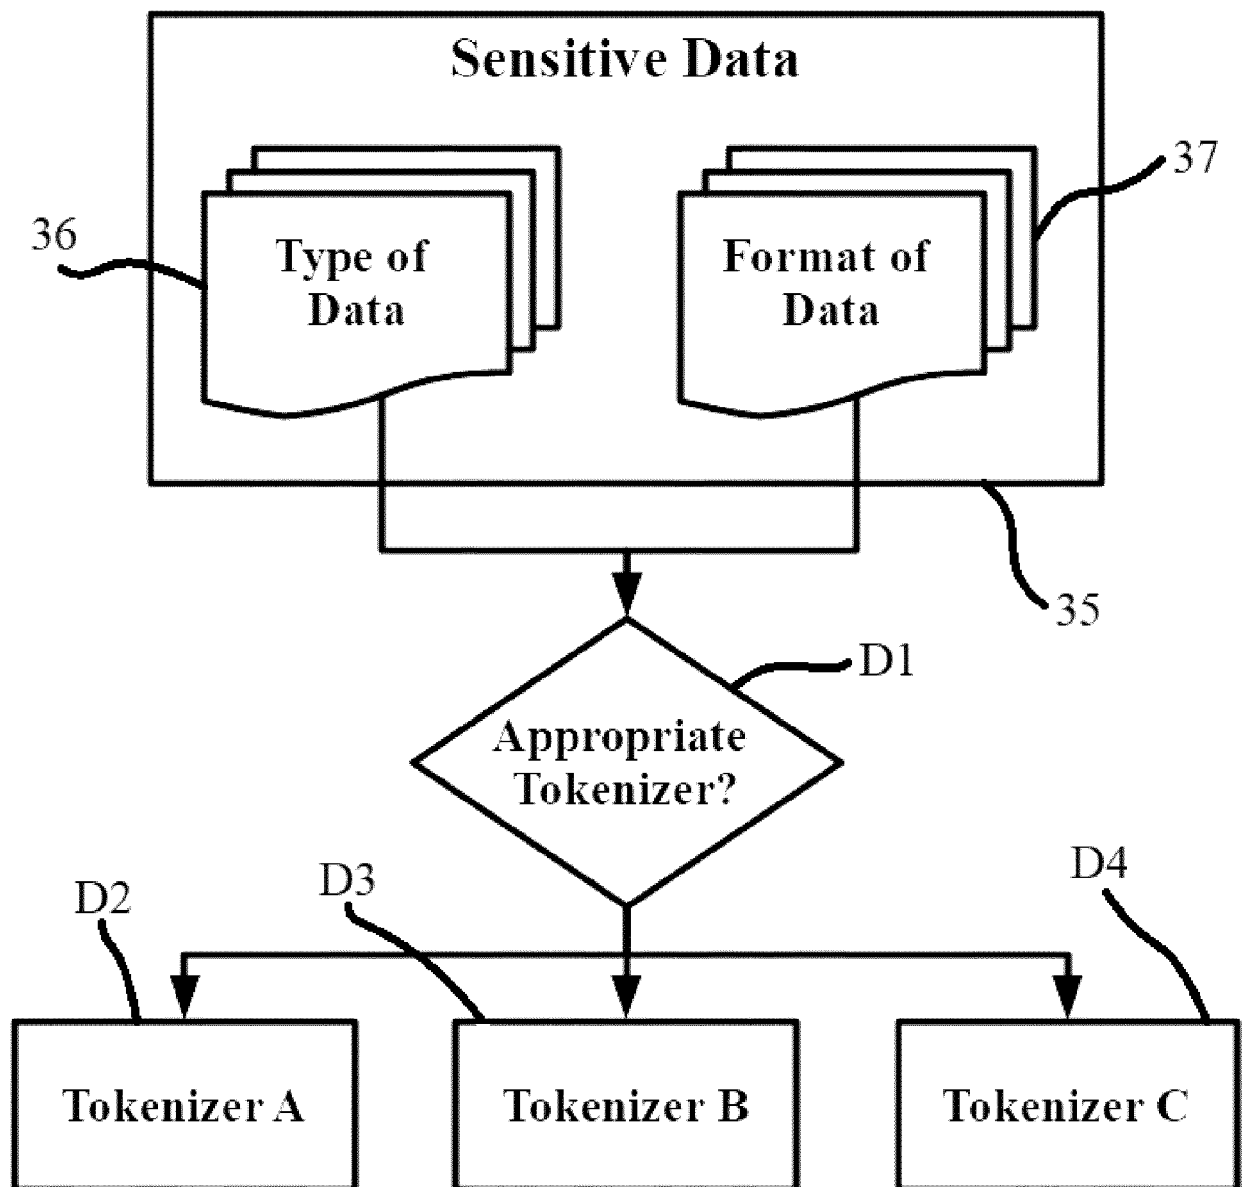 Sensitive Data
37
36
Type of
Data
Format of
Data
35
D1
Appropriate
Tokenizer?
D2
D3
D4
Tokenizer A
Tokenizer B
Tokenizer C